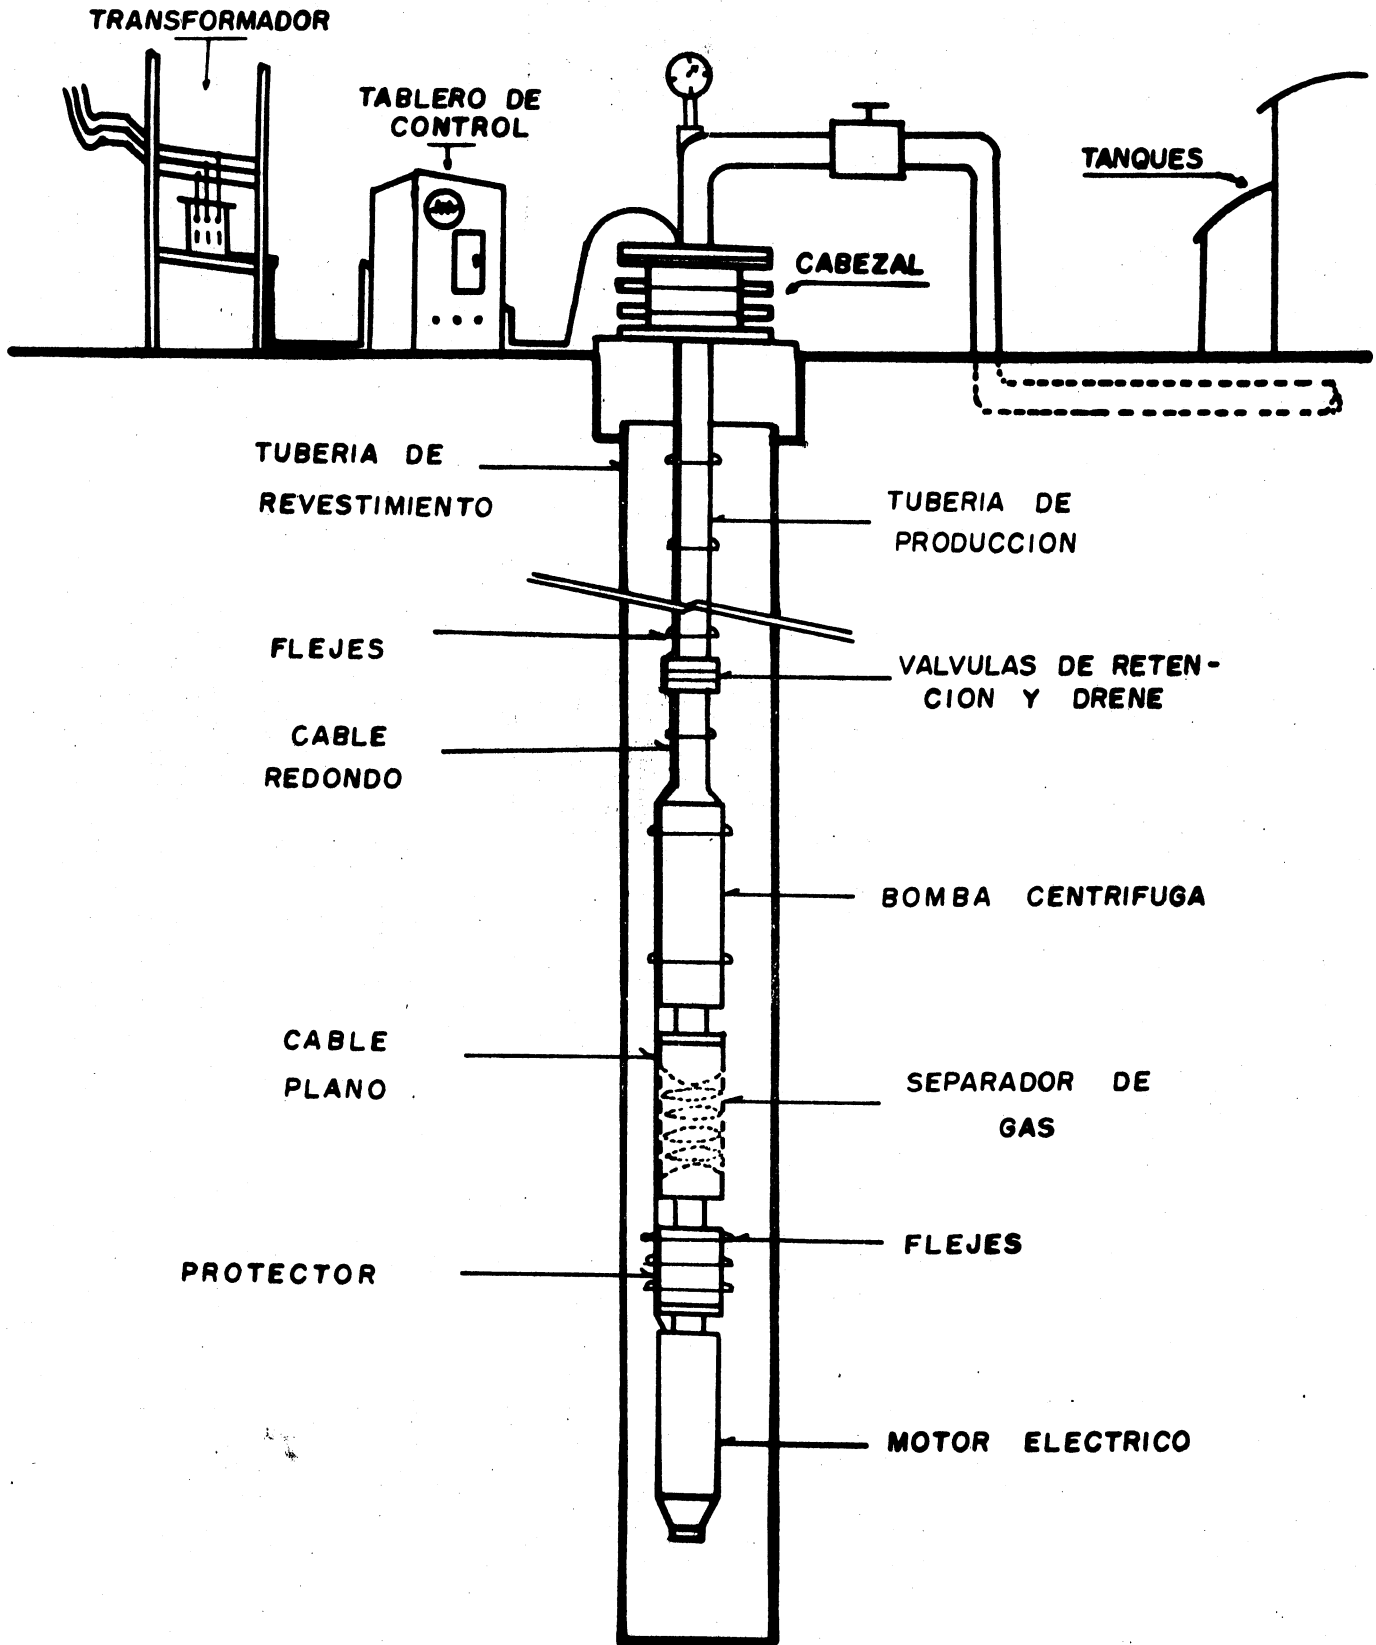 TRANSFORMADOR
TABLERO DE
CONTROL
TANQUES
CABEZAL
TUBERIA DE
REVESTIMIENTO
TUBERIA DE
PRODUCCION
FLEJES
VALVULAS DE RETEN-
CION Y DRENE
CABLE
REDONDO
BOMBA CENTRIFUGA
CABLE
PLANO
SEPARADOR DE
GAS
FLEJES
PROTECTOR
MOTOR ELECTRICO